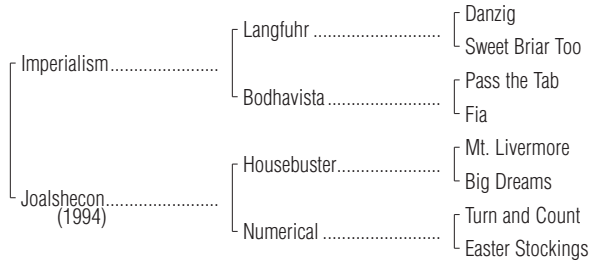 Danzig
Langfuhr ..........................
Sweet Briar Too
Imperialism......................
Pass the Tab
Bodhavista.......................
Fia
Mt. Livermore
Housebuster.....................
Big Dreams
Joalshecon.......................
(1994)
Turn and Count
Numerical ........................
Easter Stockings